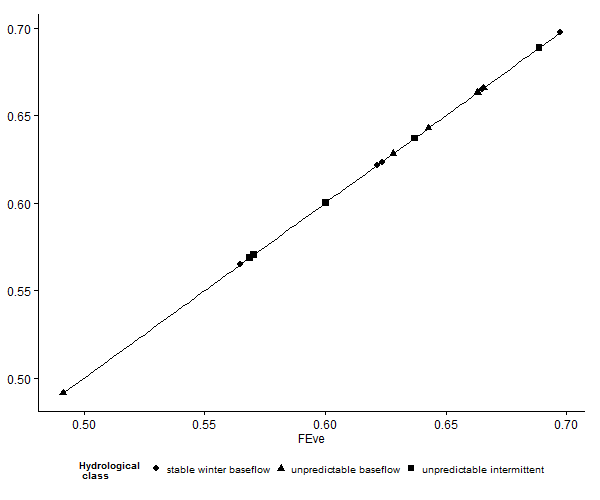 0.70
0.65
0.60
0.55
0.50
0.50 0.55 0.60 0.65 0.70
FEve
Hydrological
class
stable winter baseflow unpredictable baseflow unpredictable intermittent